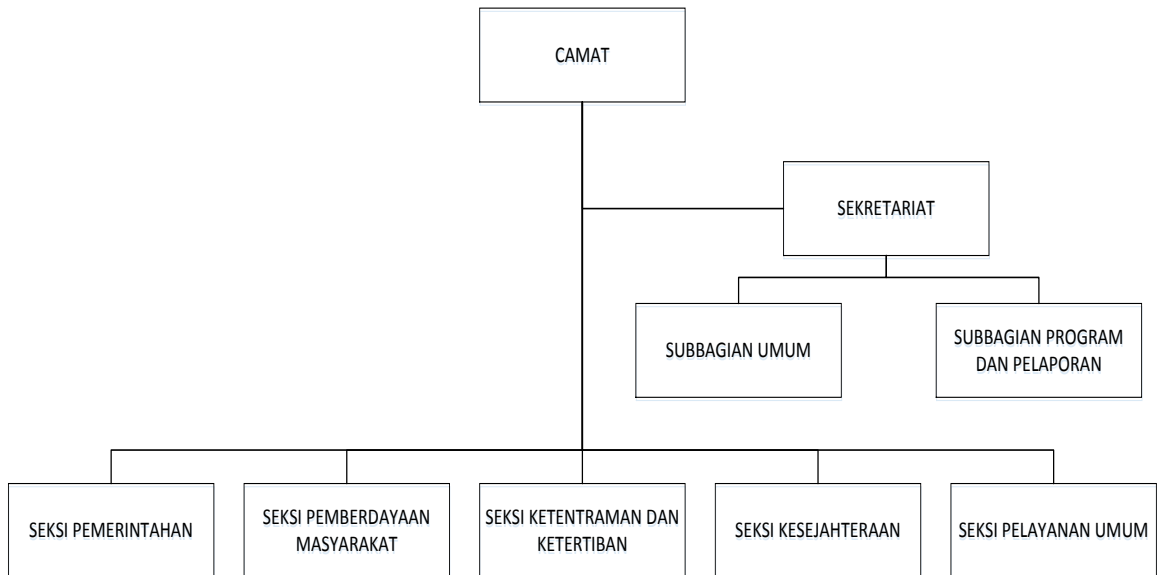 CAMAT
SEKRETARIAT
SUBBAGIAN UMUM
SUBBAGIAN PROGRAM
DAN PELAPORAN
SEKSI PEMERINTAHAN
SEKSI PEMBERDAYAAN
MASYARAKAT
SEKSI KETENTRAMAN DAN
KETERTIBAN
SEKSI KESEJAHTERAAN
SEKSI PELAYANAN UMUM